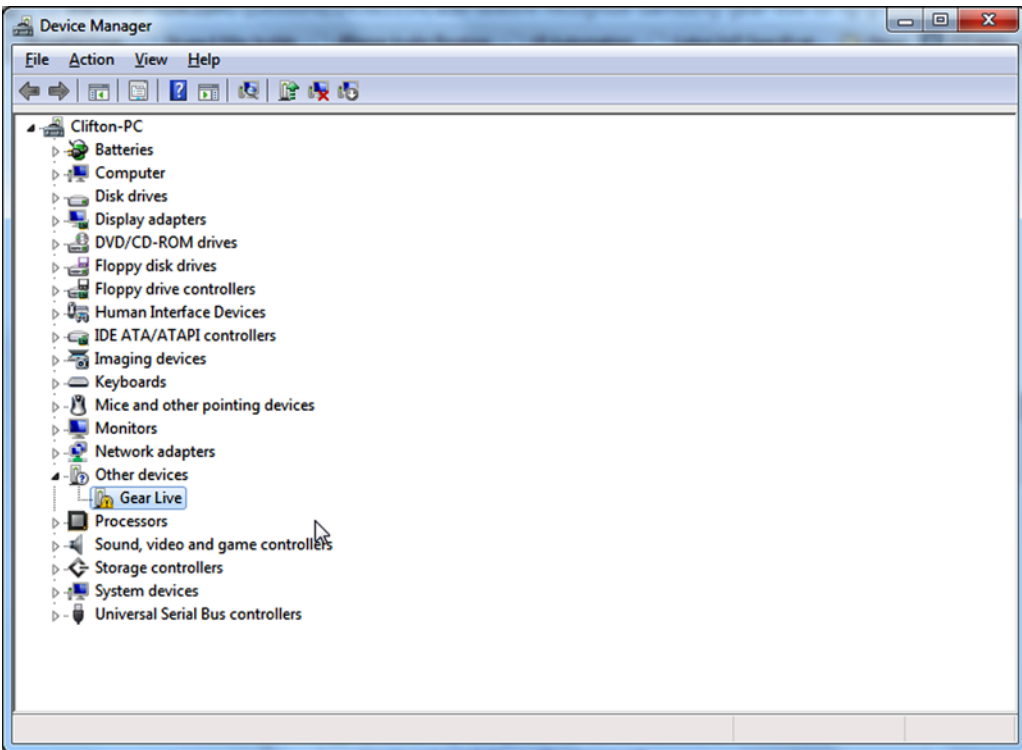 Device Manager
File Action View Help
Clifton-PC
Batteries
Computer
Disk drives
Display adapters
DVD/CD-ROM drives
Floppy disk drives
Floppy drive controllers
Human Interface Devices
IDE ATA/ATAPI controllers
Imaging devices
Keyboards
Mice and other pointing devices
Monitors
Network adapters
Other devices
Gear Live
Processors
Sound, video and game controllers
Storage controllers
System devices
Universal Serial Bus controllers